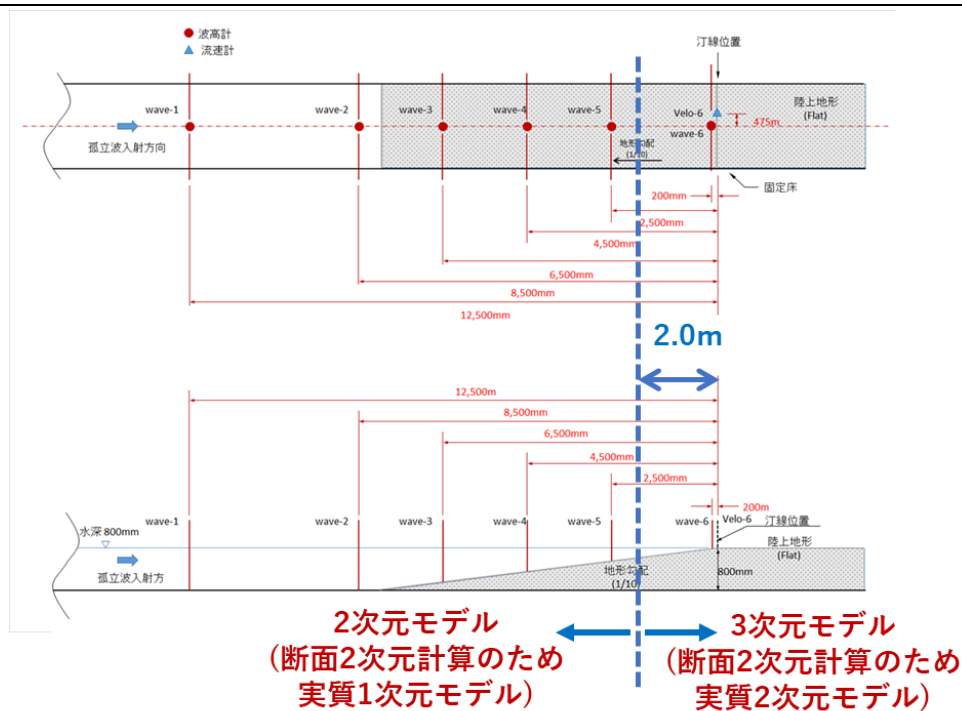 波高計
流速計
汀線位置
wave-1
wave-2
wave-3
wave-4
wave-5
Velo-6
陸上地形
(Flat)
475m
wave-6
孤立波入射方向
地形勾配
(1/10)
固定床
200mm
2,500mm
4,500mm
6,500mm
8,500mm
12,500mm
2.0m
12,500m
8,500mm
6,500mm
4,500mm
2,500mm
200m
水深 800mm
wave-1
wave-2
wave-3
wave-4
wave-5
wave-6
Velo-6
汀線位置
陸上地形
(Flat)
孤立波入射方
地形勾配
(1/10)
800mm
2次元モデル
(断面2次元計算のため
実質1次元モデル)
3次元モデル
(断面2次元計算のため
実質2次元モデル)